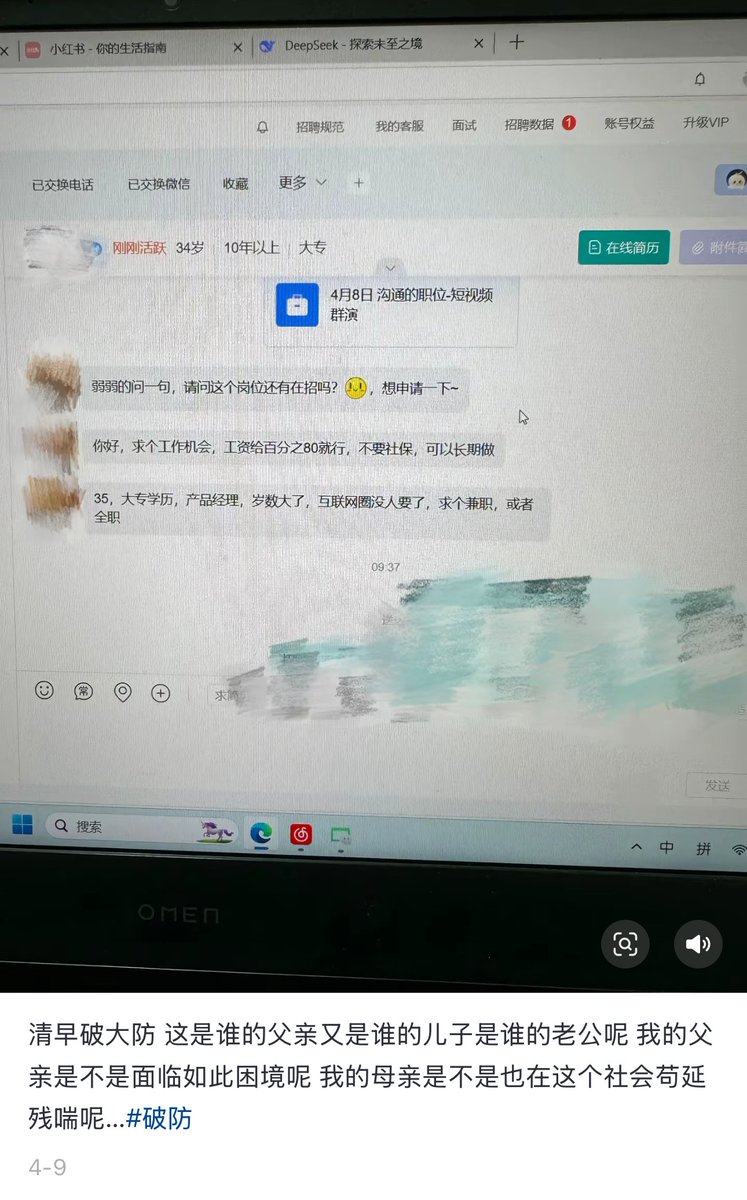 小红书 - 你的生活指南
DeepSeek - 探索未至之境
招聘规范
我的客服
面试
招聘数据 1
账号权益
升级VIP
已交换电话
已交换微信
收藏
更多
刚刚活跃 34岁 10年以上 大专
在线简历
附件简
4月8日 沟通的职位-短视频
群演
弱弱的问一句，请问这个岗位还有在招吗？，想申请一下~
你好，求个工作机会，工资给百分之80就行，不要社保，可以长期做
35，大专学历，产品经理，岁数大了，互联网圈没人要了，求个兼职，或者
全职
09:37
常
求简
发送
搜索
中
拼
OMEN
清早破大防 这是谁的父亲又是谁的儿子是谁的老公呢 我的父
亲是不是面临如此困境呢 我的母亲是不是也在这个社会苟延
残喘呢...#破防
4-9